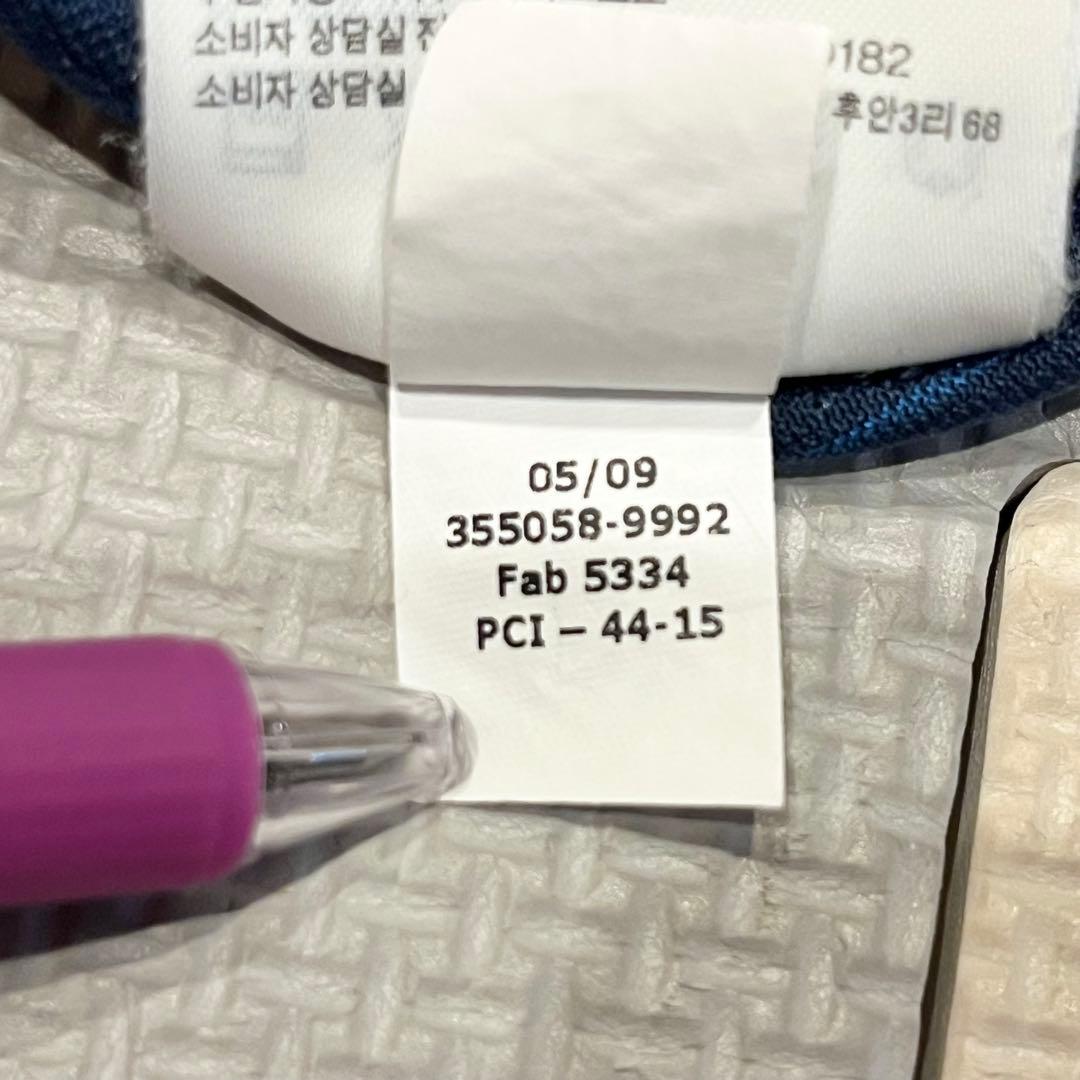 소비자 상담실 전
소비자 상담실
0182
후안3리 68
05/09
355058-9992
Fab 5334
PCI – 44-15